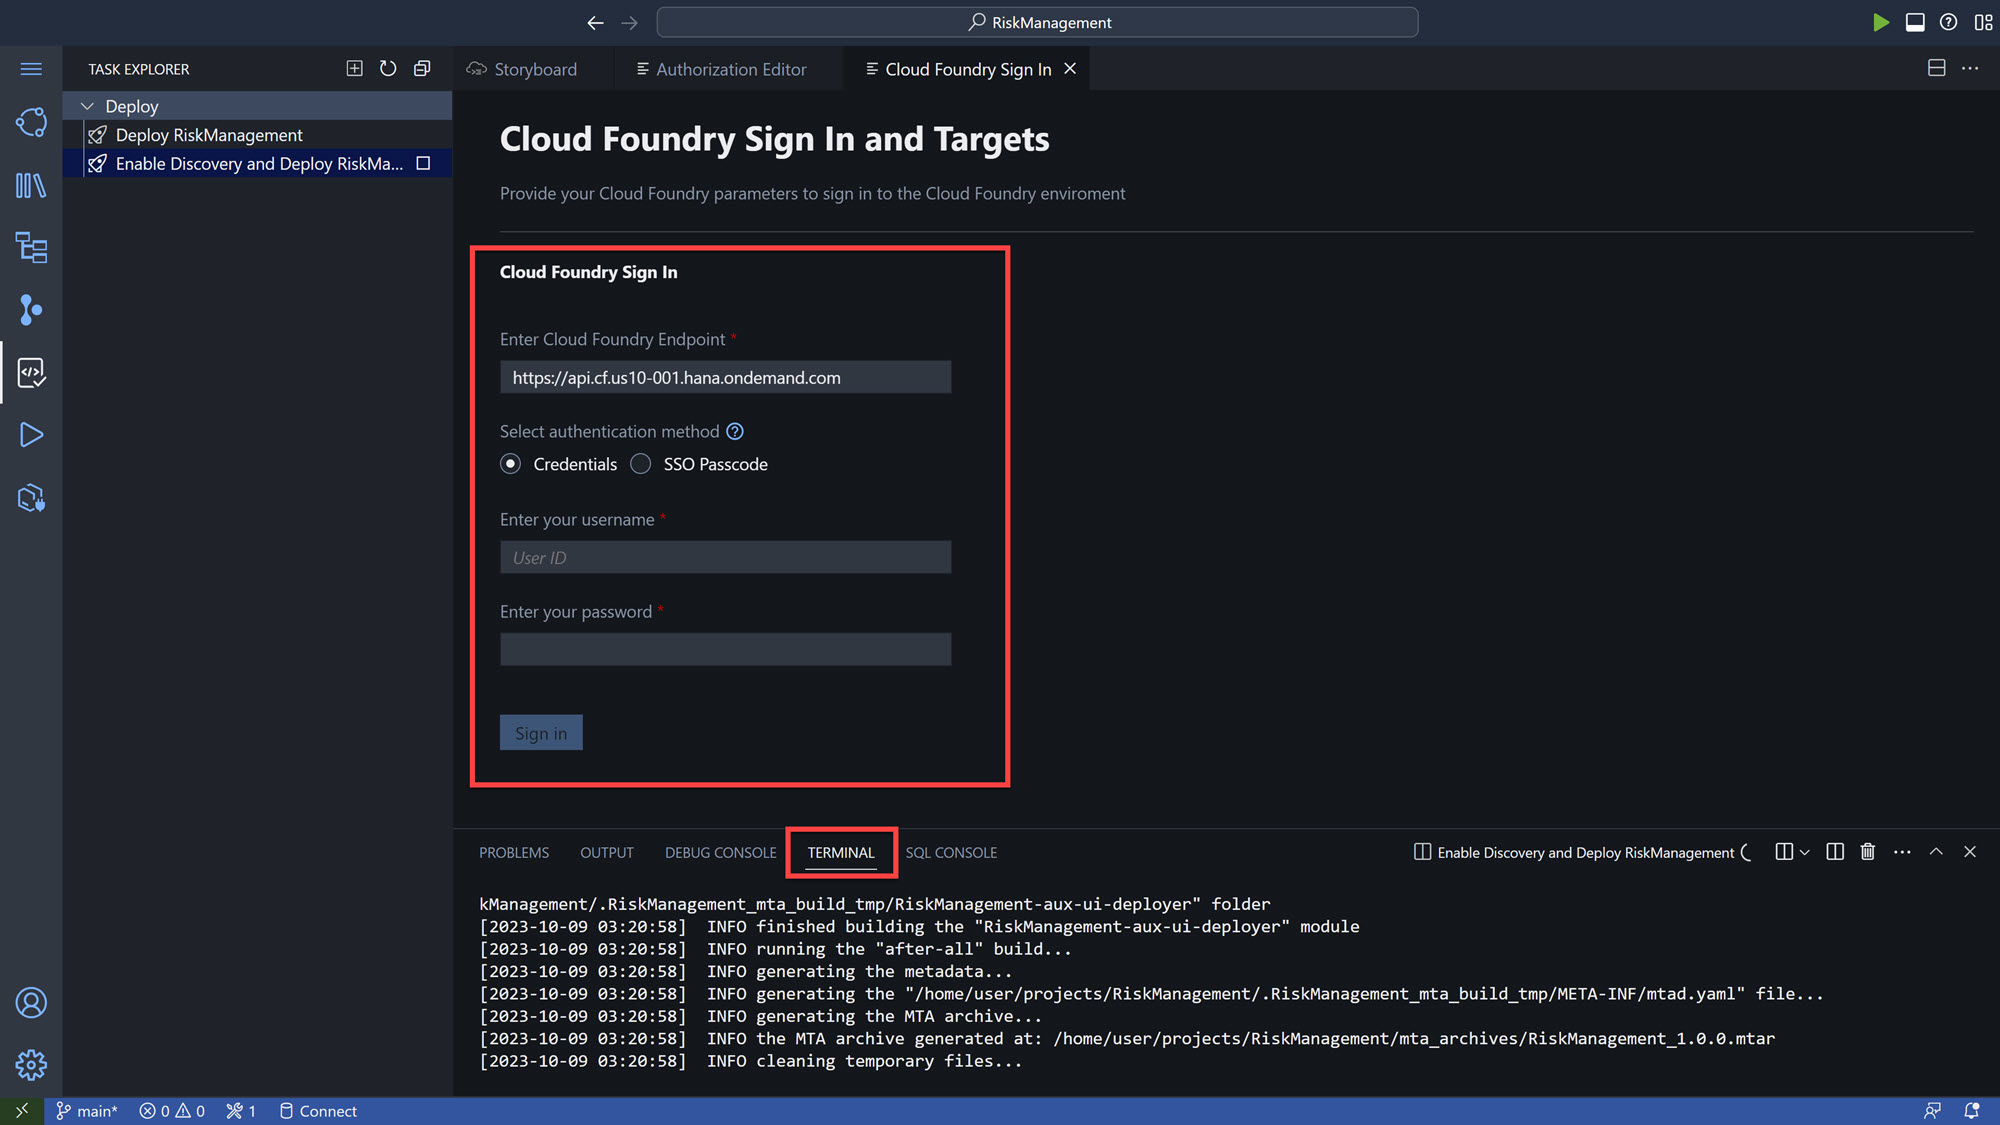 RiskManagement
TASK EXPLORER
Storyboard
Authorization Editor
Cloud Foundry Sign In
Deploy
Deploy RiskManagement
Enable Discovery and Deploy RiskMa...
Cloud Foundry Sign In and Targets
Provide your Cloud Foundry parameters to sign in to the Cloud Foundry enviroment
Cloud Foundry Sign In
Enter Cloud Foundry Endpoint *
https://api.cf.us10-001.hana.ondemand.com
Select authentication method
Credentials SSO Passcode
Enter your username *
User ID
Enter your password *
Sign in
PROBLEMS OUTPUT DEBUG CONSOLE TERMINAL SQL CONSOLE
Enable Discovery and Deploy RiskManagement
kManagement/.RiskManagement_mta_build_tmp/RiskManagement-aux-ui-deployer" folder
[2023-10-09 03:20:58]  INFO finished building the "RiskManagement-aux-ui-deployer" module
[2023-10-09 03:20:58]  INFO running the "after-all" build...
[2023-10-09 03:20:58]  INFO generating the metadata...
[2023-10-09 03:20:58]  INFO generating the "/home/user/projects/RiskManagement/.RiskManagement_mta_build_tmp/META-INF/mtad.yaml" file...
[2023-10-09 03:20:58]  INFO generating the MTA archive...
[2023-10-09 03:20:58]  INFO the MTA archive generated at: /home/user/projects/RiskManagement/mta_archives/RiskManagement_1.0.0.mtar
[2023-10-09 03:20:58]  INFO cleaning temporary files...
main* 0 0 1 Connect